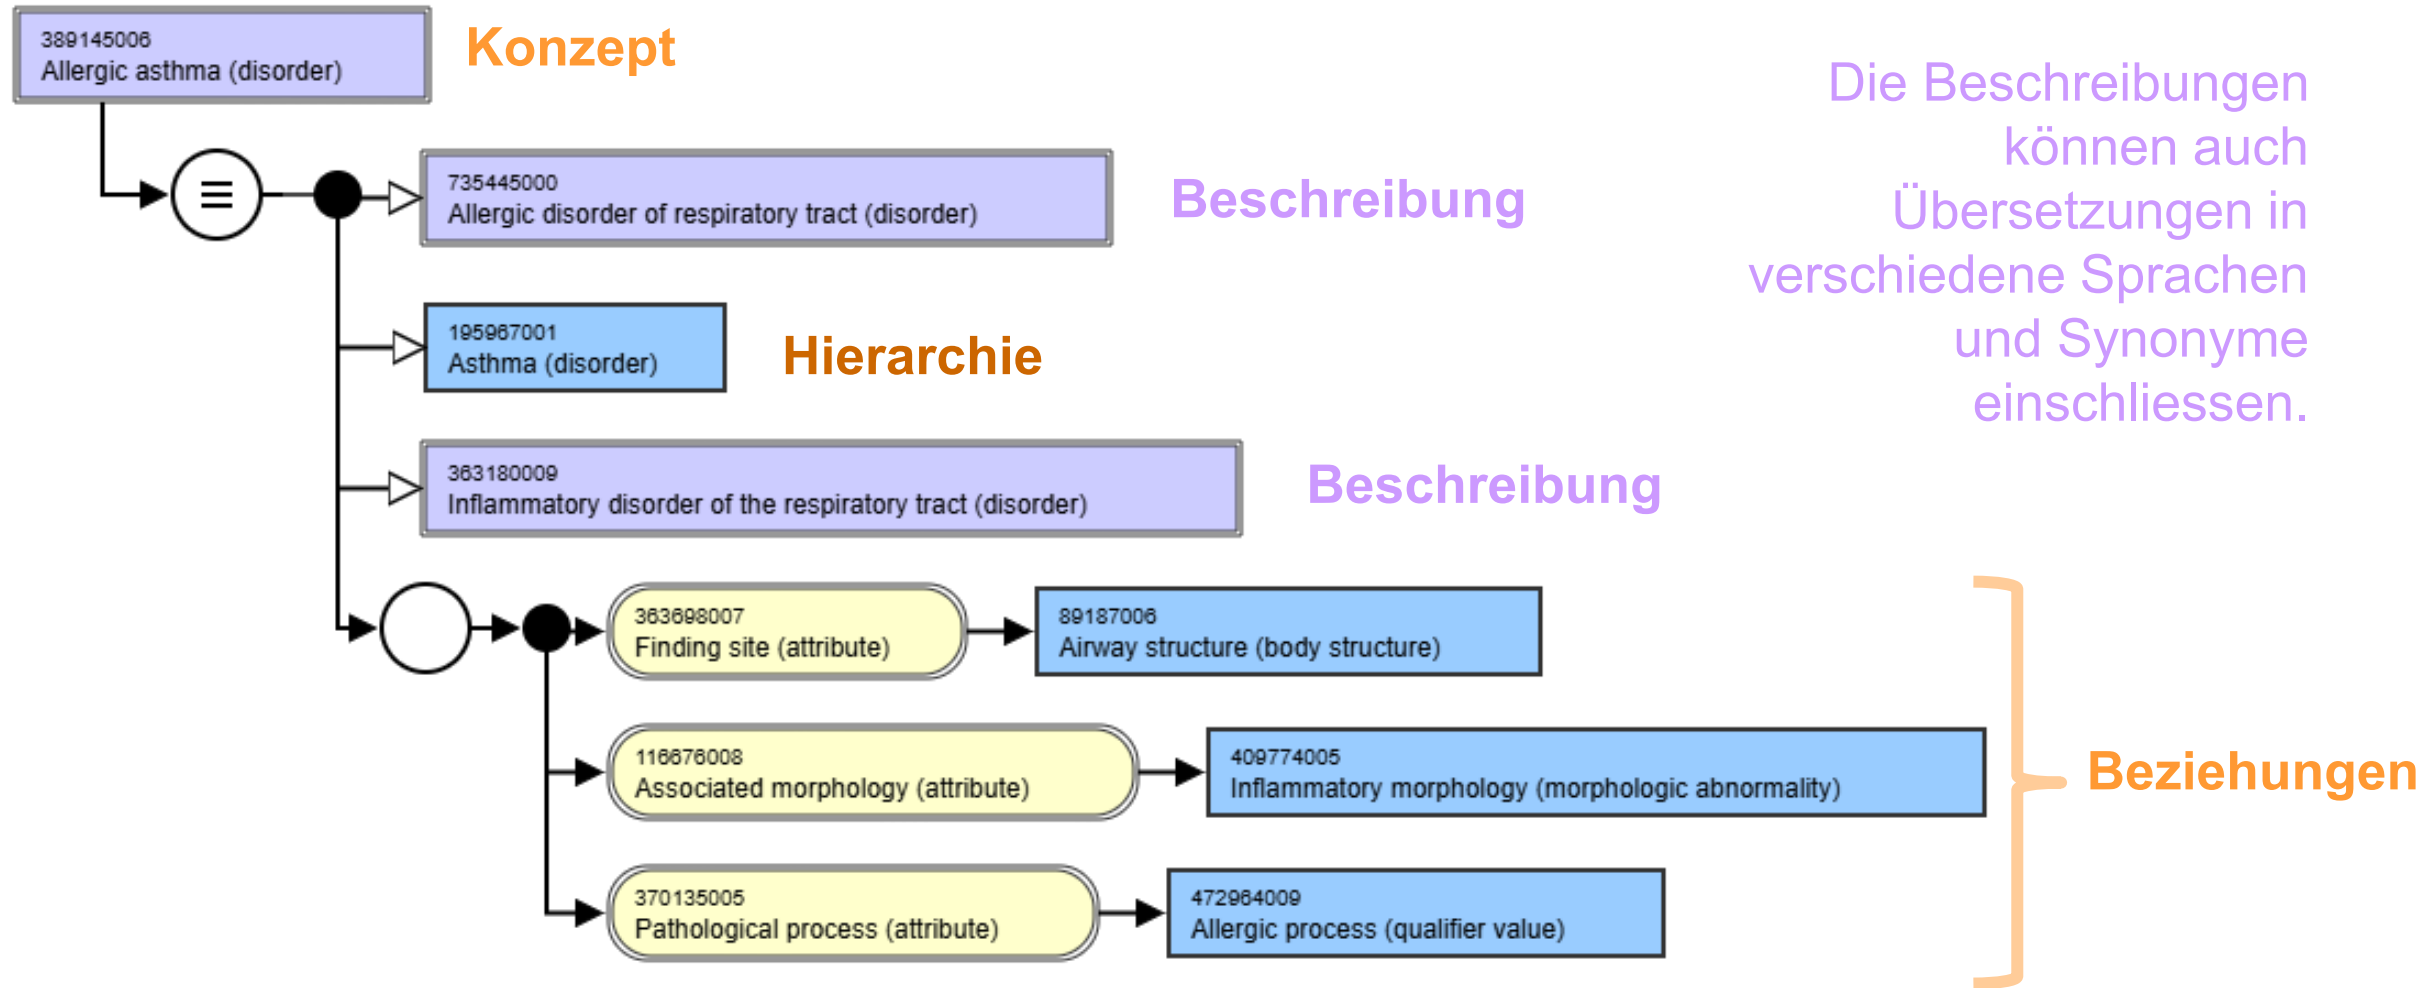 389145006
Allergic asthma (disorder)
Konzept
735445000
Allergic disorder of respiratory tract (disorder)
Beschreibung
Die Beschreibungen
können auch
Übersetzungen in
verschiedene Sprachen
und Synonyme
einschliessen.
195967001
Asthma (disorder)
Hierarchie
363180009
Inflammatory disorder of the respiratory tract (disorder)
Beschreibung
363698007
Finding site (attribute)
89187006
Airway structure (body structure)
116676008
Associated morphology (attribute)
409774005
Inflammatory morphology (morphologic abnormality)
370135005
Pathological process (attribute)
472964009
Allergic process (qualifier value)
Beziehungen